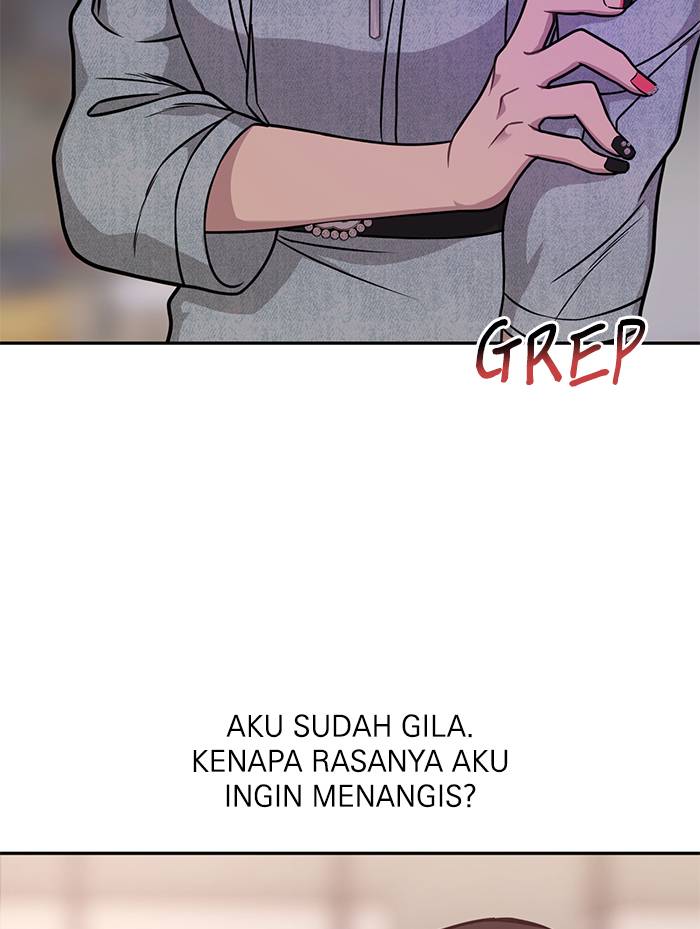 GREP
AKU SUDAH GILA.
KENAPA RASANYA AKU
INGIN MENANGIS?